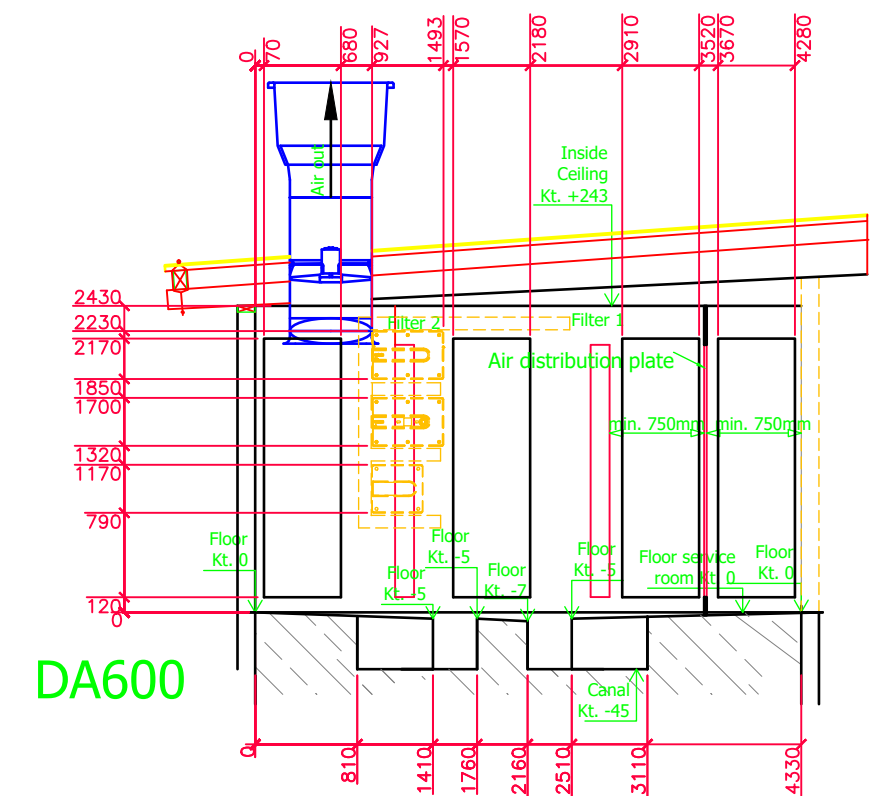 0
70
680
927
1493
1570
2180
2910
3520
3670
4280
Air out
Inside
Ceiling
Kt. +243
2430
2230
2170
1850
1700
1320
1170
790
120
0
Filter 2
Filter 1
Air distribution plate
min. 750mm
min. 750mm
Floor
Kt. 0
Floor
Kt. -5
Floor
Kt. -5
Floor
Kt. -7
Floor
Kt. -5
Floor service
room Kt. 0
Floor
Kt. 0
DA600
Canal
Kt. -45
0
810
1410
1760
2160
2510
3110
4330